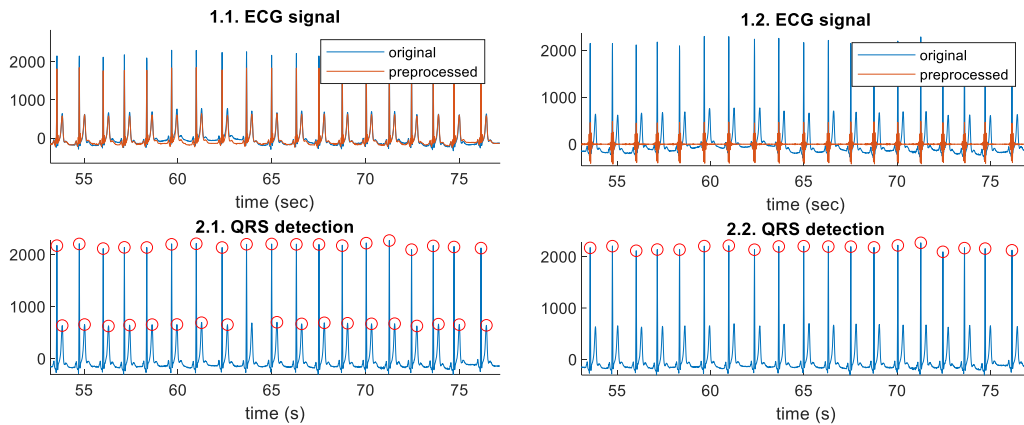 1.1. ECG signal
original
preprocessed
2000
1000
0
55
60
65
70
75
time (sec)
1.2. ECG signal
original
preprocessed
2000
1000
0
55
60
65
70
75
time (sec)
2.1. QRS detection
2000
1000
0
55
60
65
70
75
time (s)
2.2. QRS detection
2000
1000
0
55
60
65
70
75
time (s)